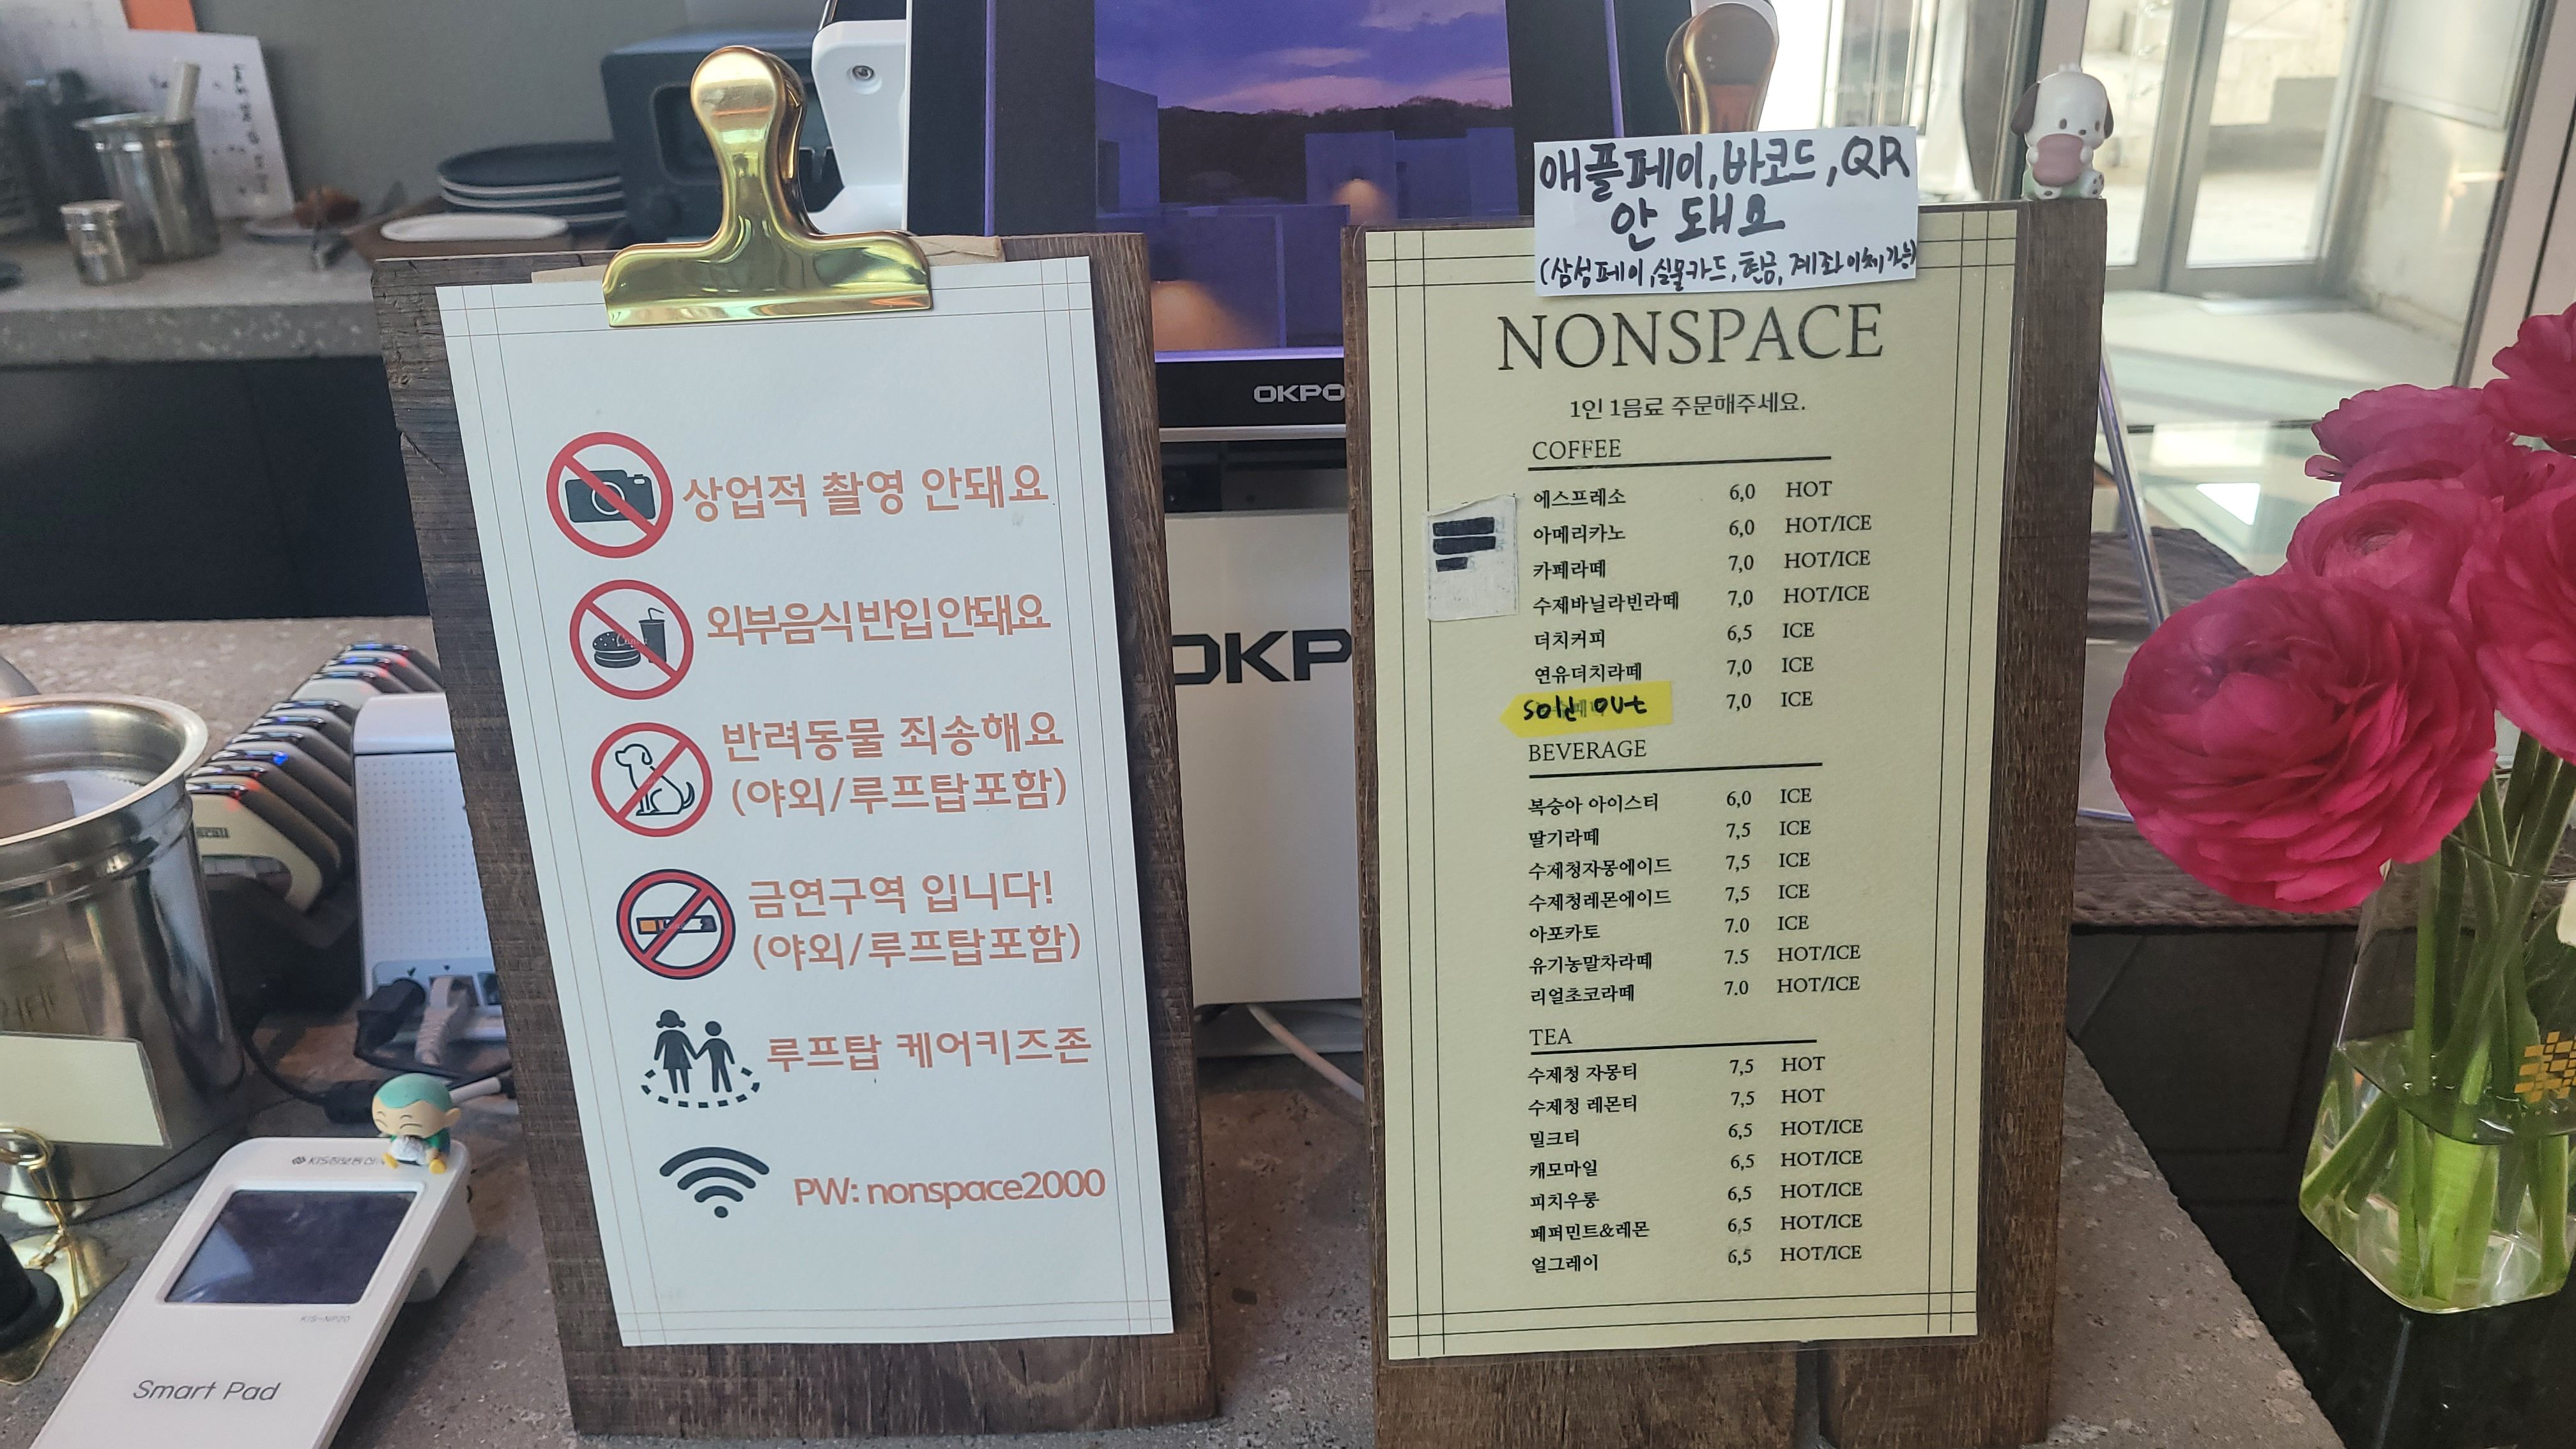 상업적 촬영 안돼요
외부음식반입안돼요
반려동물 죄송해요
(야외/루프탑포함)
금연구역 입니다!
(야외/루프탑포함)
루프탑 케어키즈존
PW: nonspace2000
애플페이, 바코드, QR
안 돼요
(삼성페이, 실물카드, 현금, 계좌이체가능)
NONSPACE
1인 1음료 주문해주세요.
COFFEE
에스프레소 6,0 HOT
아메리카노 6,0 HOT/ICE
카페라떼 7,0 HOT/ICE
수제바닐라빈라떼 7,0 HOT/ICE
더치커피 6,5 ICE
연유더치라떼 7,0 ICE
Sold out 7,0 ICE
BEVERAGE
복숭아 아이스티 6,0 ICE
딸기라떼 7,5 ICE
수제청자몽에이드 7,5 ICE
수제청레몬에이드 7,5 ICE
아포카토 7.0 ICE
유기농말차라떼 7.5 HOT/ICE
리얼초코라떼 7.0 HOT/ICE
TEA
수제청 자몽티 7,5 HOT
수제청 레몬티 7,5 HOT
밀크티 6,5 HOT/ICE
캐모마일 6,5 HOT/ICE
피치우롱 6,5 HOT/ICE
페퍼민트&레몬 6,5 HOT/ICE
얼그레이 6,5 HOT/ICE
OKPO
OKP
KIS정보통신
KIS-NP20
Smart Pad